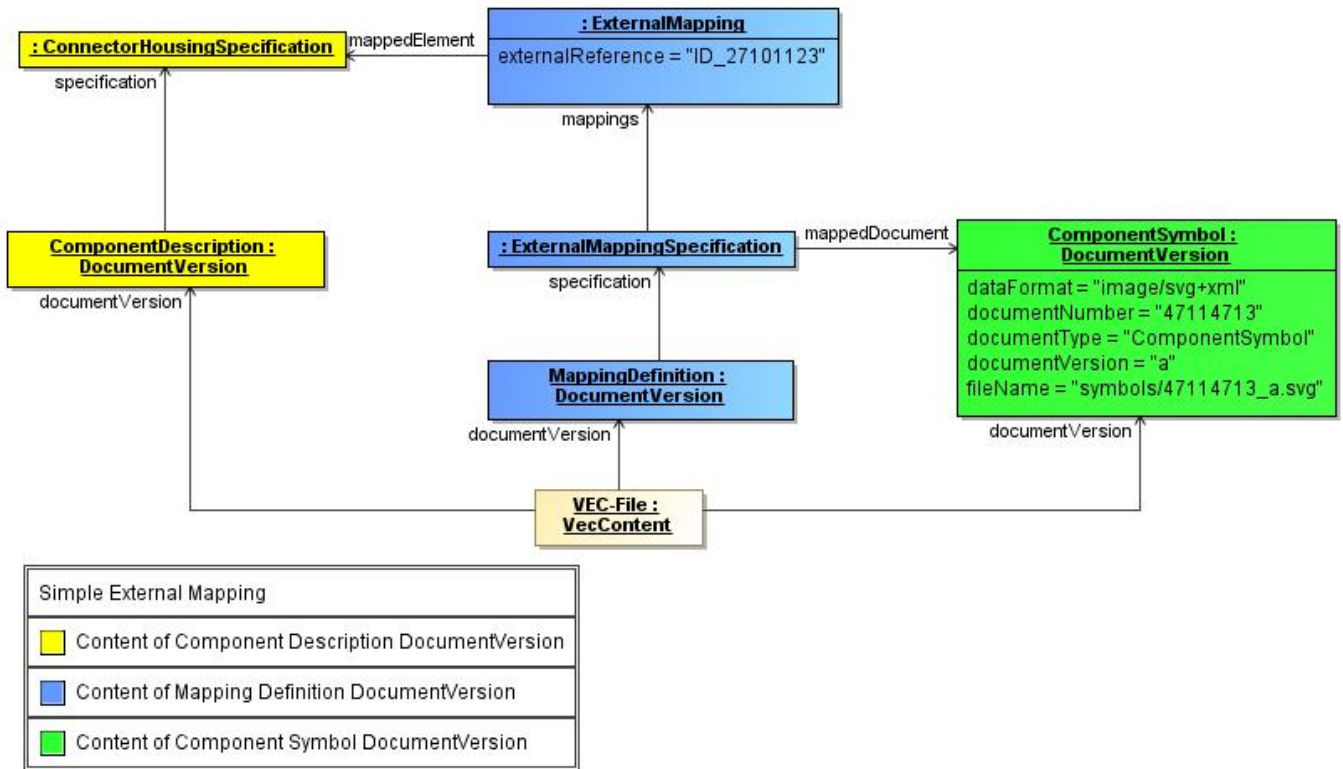 : ExternalMapping
externalReference = "ID_27101123"
: ConnectorHousingSpecification
mappedElement
specification
mappings
ComponentDescription :
DocumentVersion
documentVersion
: ExternalMappingSpecification
mappedDocument
specification
ComponentSymbol :
DocumentVersion
dataFormat = "image/svg+xml"
documentNumber = "47114713"
documentType = "ComponentSymbol"
documentVersion = "a"
fileName = "symbols/47114713_a.svg"
MappingDefinition :
DocumentVersion
documentVersion
documentVersion
VEC-File :
VecContent
Simple External Mapping
Content of Component Description DocumentVersion
Content of Mapping Definition DocumentVersion
Content of Component Symbol DocumentVersion